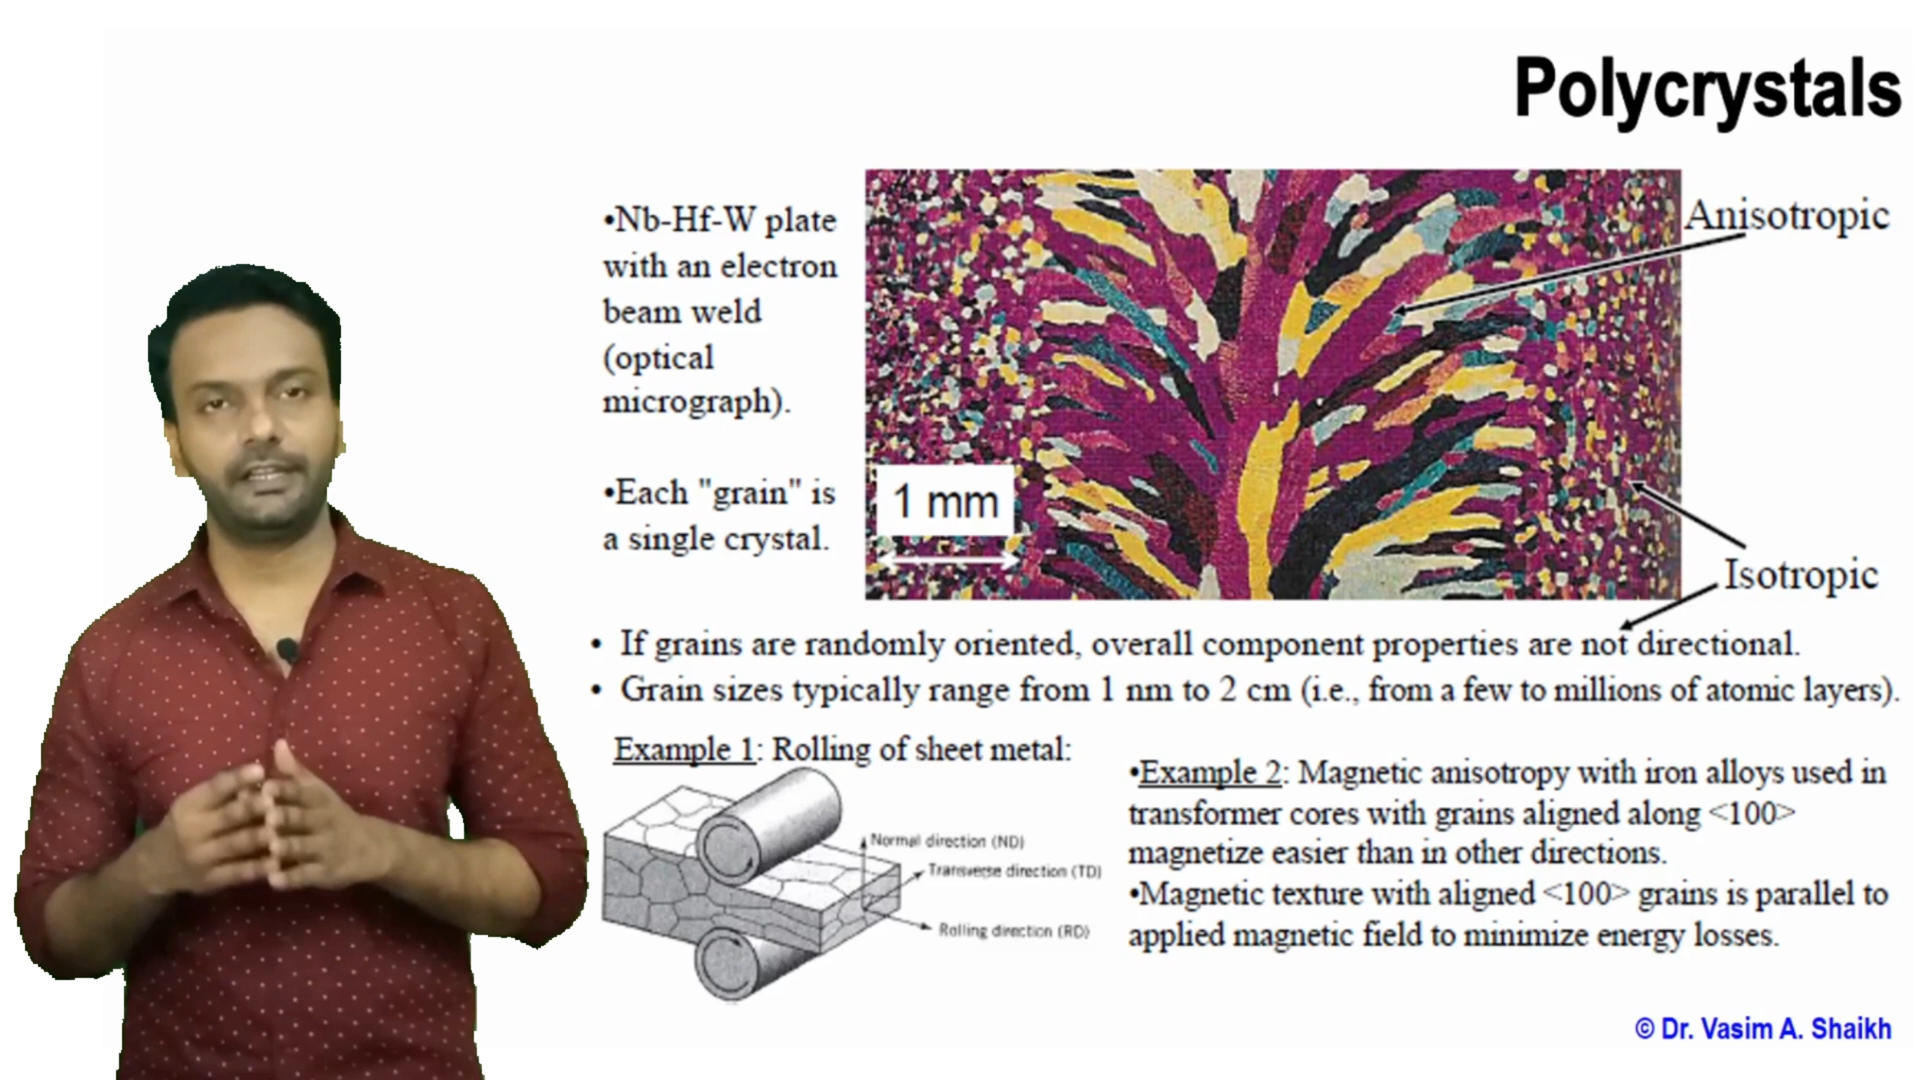 Polycrystals
•Nb-Hf-W plate
with an electron
beam weld
(optical
micrograph).
•Each "grain" is
a single crystal.
1 mm
Anisotropic
Isotropic
• If grains are randomly oriented, overall component properties are not directional.
• Grain sizes typically range from 1 nm to 2 cm (i.e., from a few to millions of atomic layers).
Example 1: Rolling of sheet metal:
Normal direction (ND)
Transverse direction (TD)
Rolling direction (RD)
•Example 2: Magnetic anisotropy with iron alloys used in
transformer cores with grains aligned along <100>
magnetize easier than in other directions.
•Magnetic texture with aligned <100> grains is parallel to
applied magnetic field to minimize energy losses.
© Dr. Vasim A. Shaikh